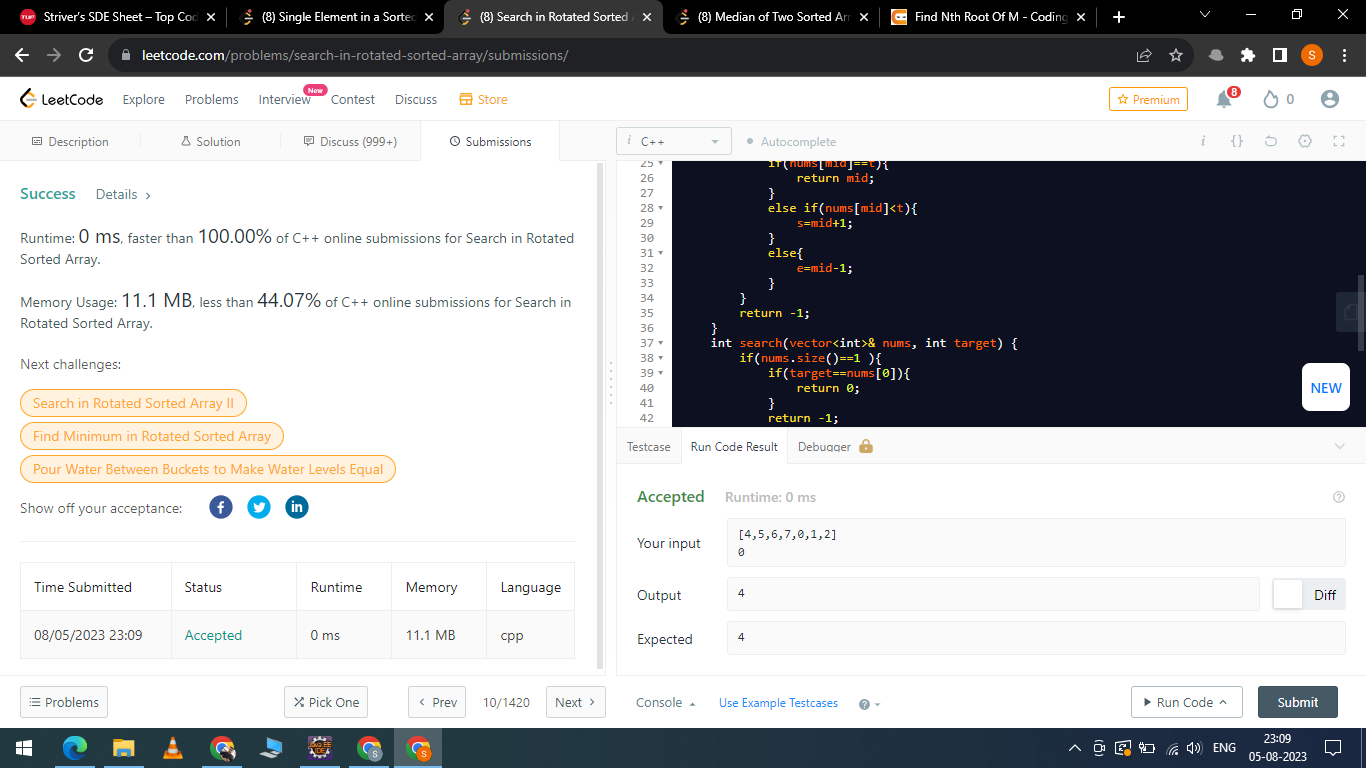 Striver's SDE Sheet – Top Cod
(8) Single Element in a Sorted
(8) Search in Rotated Sorted A
(8) Median of Two Sorted Arr
Find Nth Root Of M - Coding
leetcode.com/problems/search-in-rotated-sorted-array/submissions/
S
LeetCode Explore Problems Interview New Contest Discuss Store
Premium 8 0
Description Solution Discuss (999+) Submissions
i C++ Autocomplete i {}
Success Details >
Runtime: 0 ms, faster than 100.00% of C++ online submissions for Search in Rotated
Sorted Array.
Memory Usage: 11.1 MB, less than 44.07% of C++ online submissions for Search in
Rotated Sorted Array.
Next challenges:
Search in Rotated Sorted Array II
Find Minimum in Rotated Sorted Array
Pour Water Between Buckets to Make Water Levels Equal
Show off your acceptance:
Time Submitted Status Runtime Memory Language
08/05/2023 23:09 Accepted 0 ms 11.1 MB cpp
Problems Pick One < Prev 10/1420 Next >
25 if(nums[mid]==t){
26 return mid;
27 }
28 else if(nums[mid]<t){
29 s=mid+1;
30 }
31 else{
32 e=mid-1;
33 }
34 }
35 return -1;
36 }
37 int search(vector<int>& nums, int target) {
38 if(nums.size()==1 ){
39 if(target==nums[0]){
40 return 0;
41 }
42 return -1;
NEW
Testcase Run Code Result Debugger
Accepted Runtime: 0 ms
Your input
[4,5,6,7,0,1,2]
0
Output 4 Diff
Expected 4
Console Use Example Testcases Run Code Submit
ENG
23:09
05-08-2023